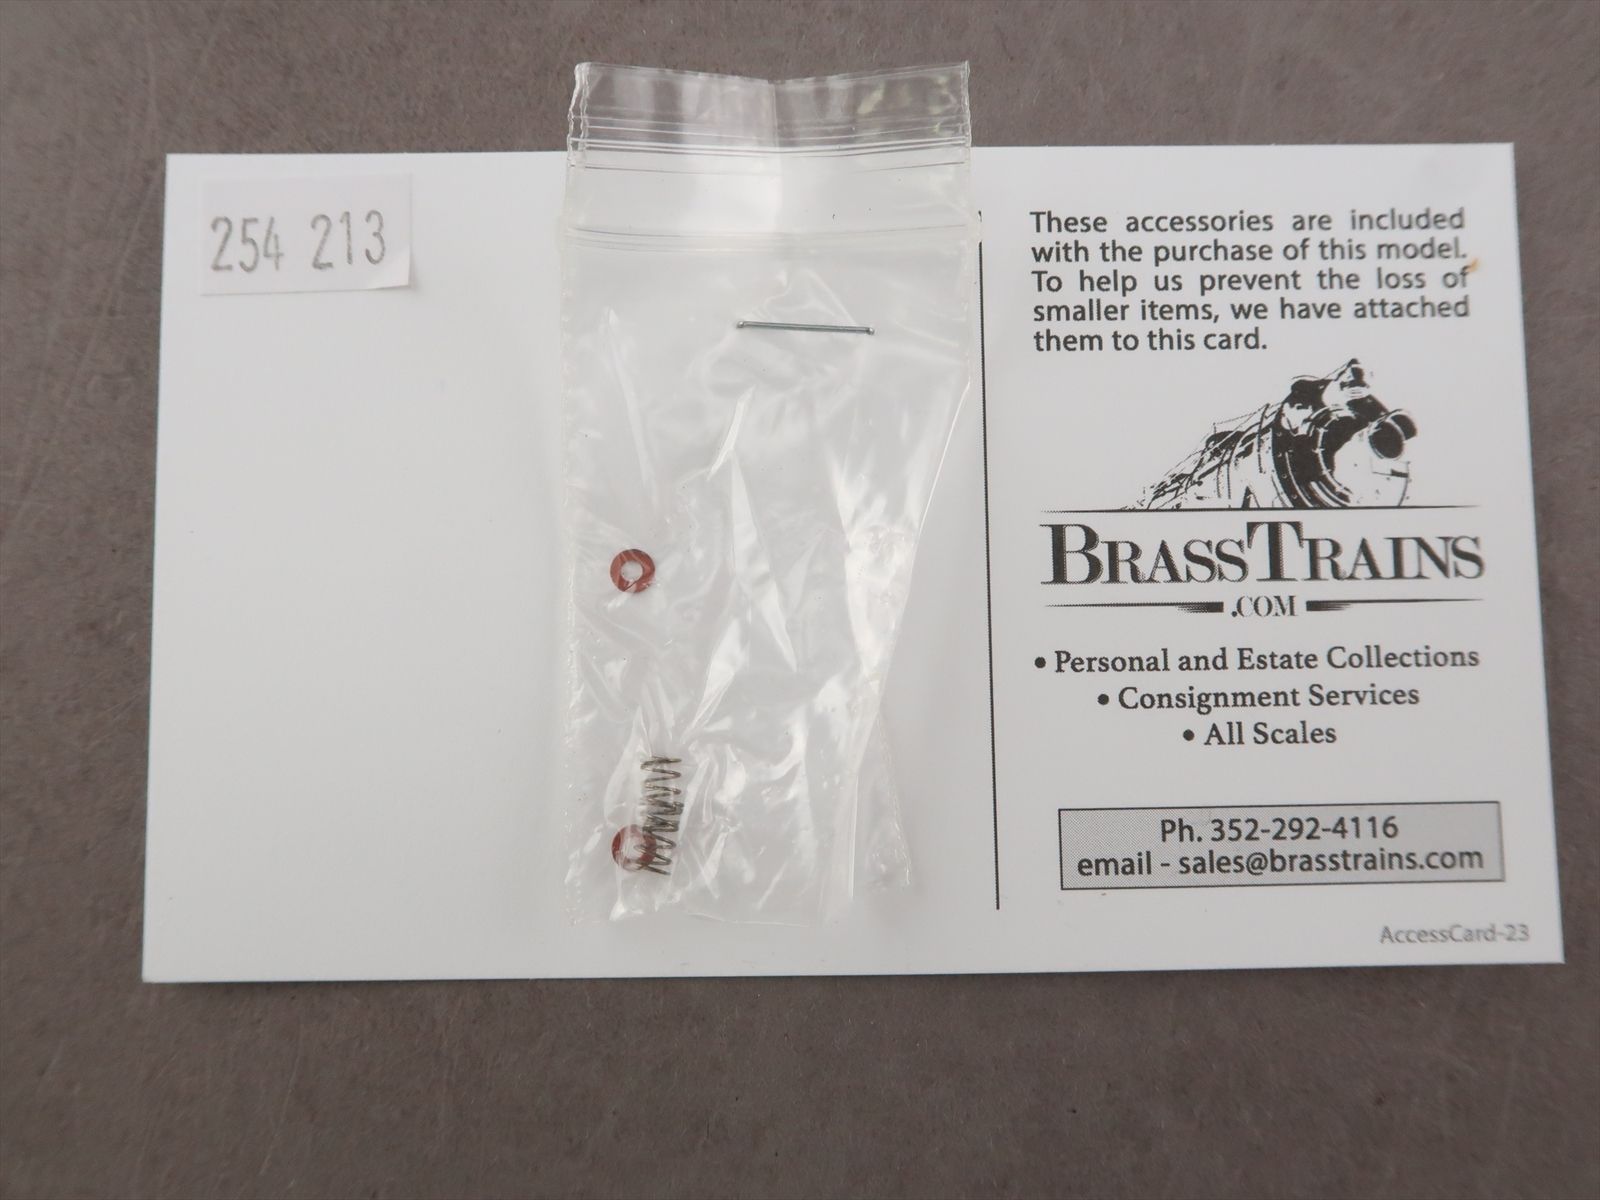 254 213
These accessories are included
with the purchase of this model.
To help us prevent the loss of
smaller items, we have attached
them to this card.
BRASSTRAINS
.COM
• Personal and Estate Collections
• Consignment Services
• All Scales
Ph. 352-292-4116
email - sales@brasstrains.com
AccessCard-23